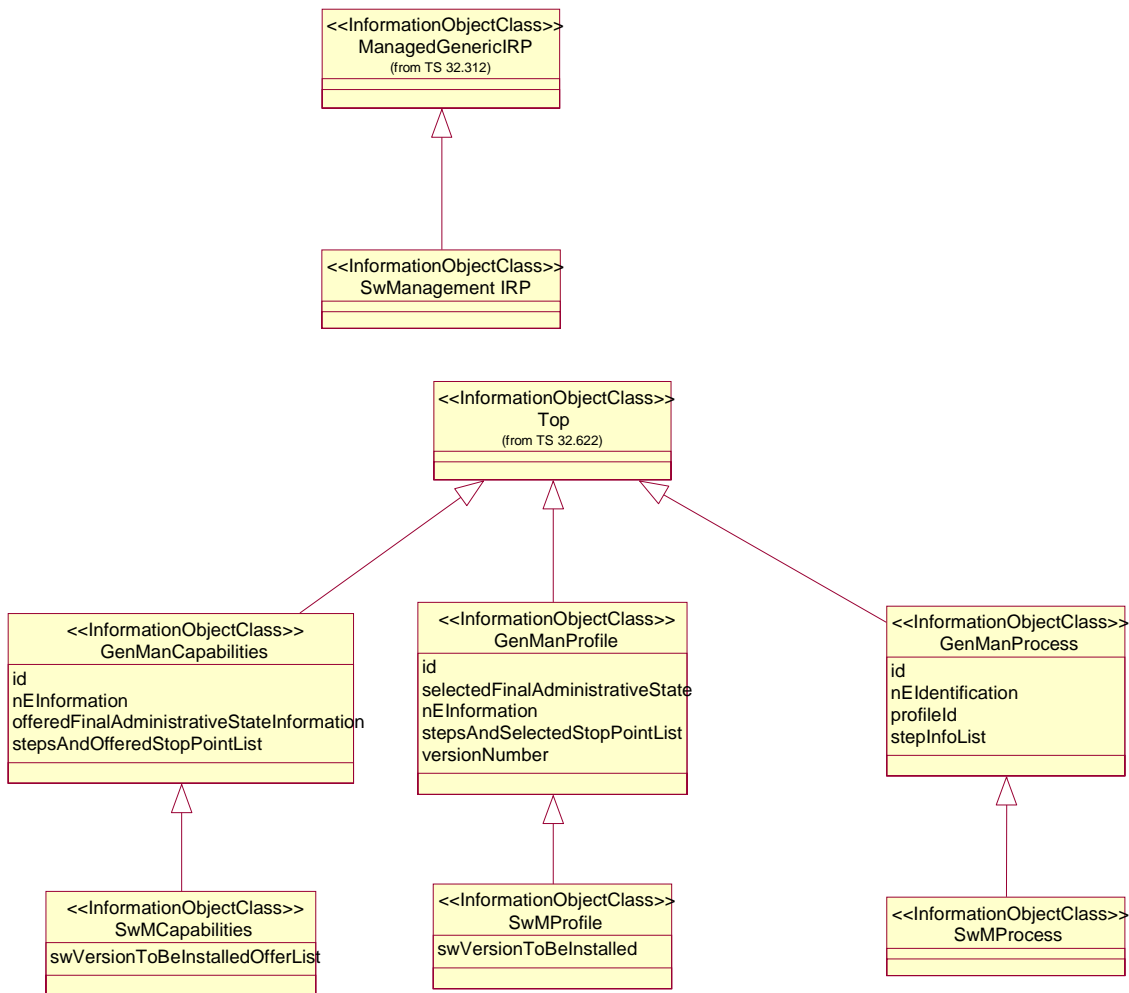 <<InformationObjectClass>>
ManagedGenericIRP
(from TS 32.312)
<<InformationObjectClass>>
SwManagement IRP
<<InformationObjectClass>>
Top
(from TS 32.622)
<<InformationObjectClass>>
GenManCapabilities
id
nEInformation
offeredFinalAdministrativeStateInformation
stepsAndOfferedStopPointList
<<InformationObjectClass>>
GenManProfile
id
selectedFinalAdministrativeState
nEInformation
stepsAndSelectedStopPointList
versionNumber
<<InformationObjectClass>>
GenManProcess
id
nEIdentification
profileId
stepInfoList
<<InformationObjectClass>>
SwMCapabilities
swVersionToBeInstalledOfferList
<<InformationObjectClass>>
SwMProfile
swVersionToBeInstalled
<<InformationObjectClass>>
SwMProcess